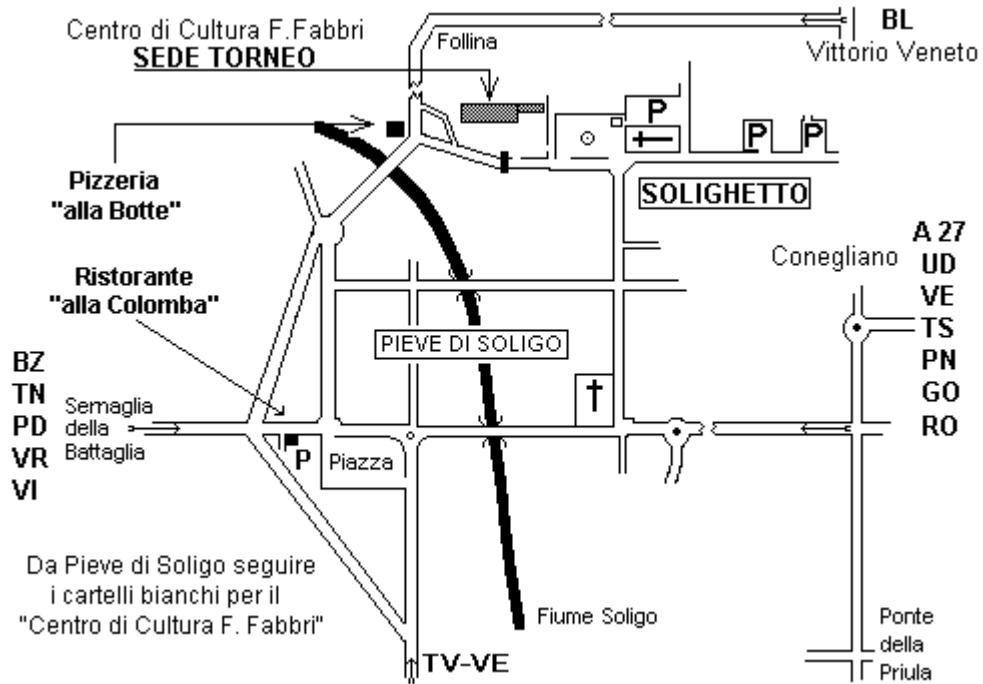 Centro di Cultura F.Fabbri
SEDE TORNEO
Follina
BL
Vittorio Veneto
P
P
P
Pizzeria
"alla Botte"
SOLIGHETTO
Ristorante
"alla Colomba"
Conegliano
A 27
UD
VE
TS
PN
GO
RO
PIEVE DI SOLIGO
BZ
TN
PD
VR
VI
Semaglia
della
Battaglia
P
Piazza
Da Pieve di Soligo seguire
i cartelli bianchi per il
"Centro di Cultura F. Fabbri"
Fiume Soligo
TV-VE
Ponte
della
Priula